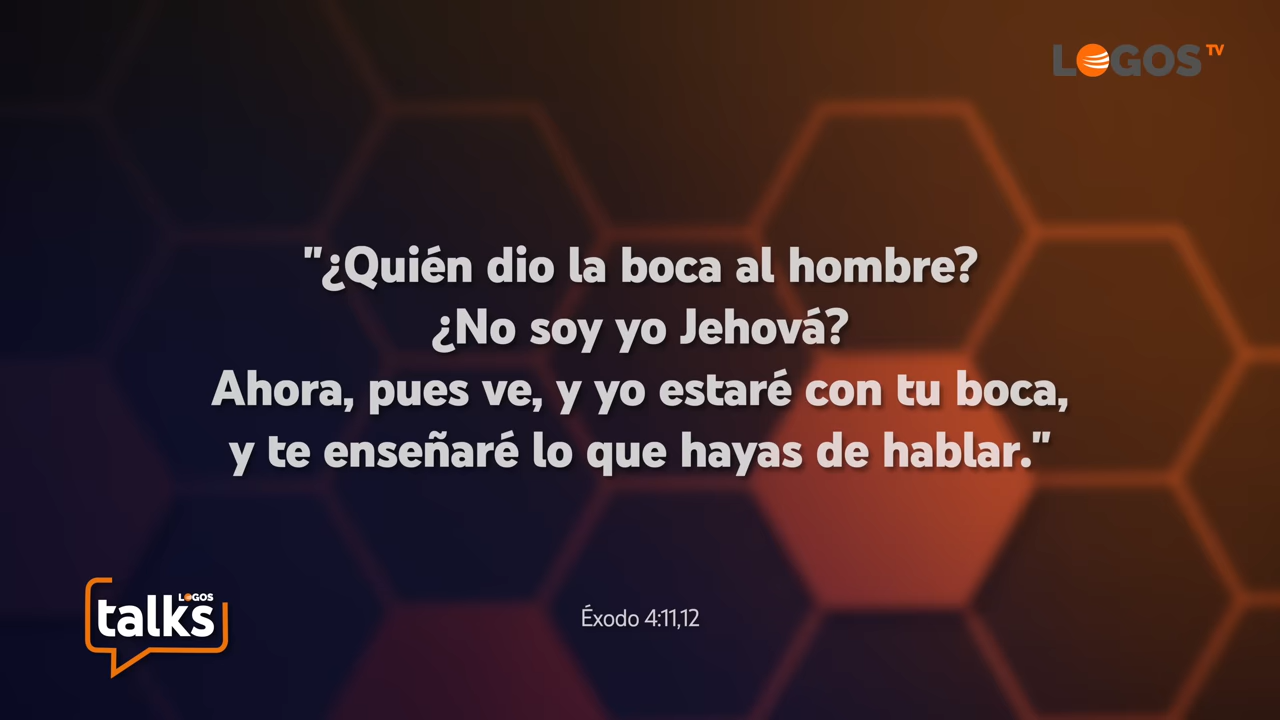 LOGOS TV
"¿Quién dio la boca al hombre?
¿No soy yo Jehová?
Ahora, pues ve, y yo estaré con tu boca,
y te enseñaré lo que hayas de hablar."
Éxodo 4:11,12
LOGOS
talks